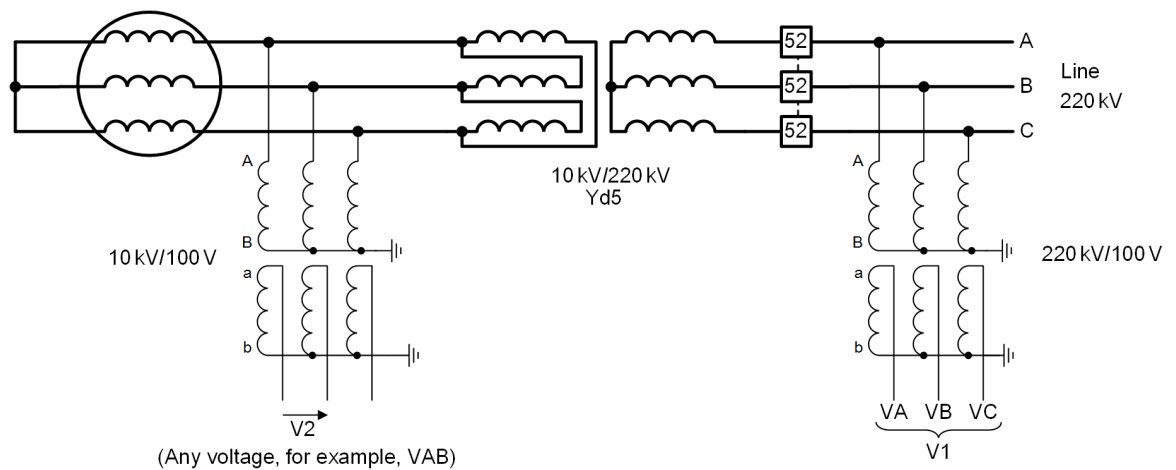 52
A
52
B
52
C
Line
220 kV
10 kV/220 kV
Yd5
A
B
10 kV/100 V
a
b
A
B
220 kV/100 V
a
b
V2
(Any voltage, for example, VAB)
VA VB VC
V1